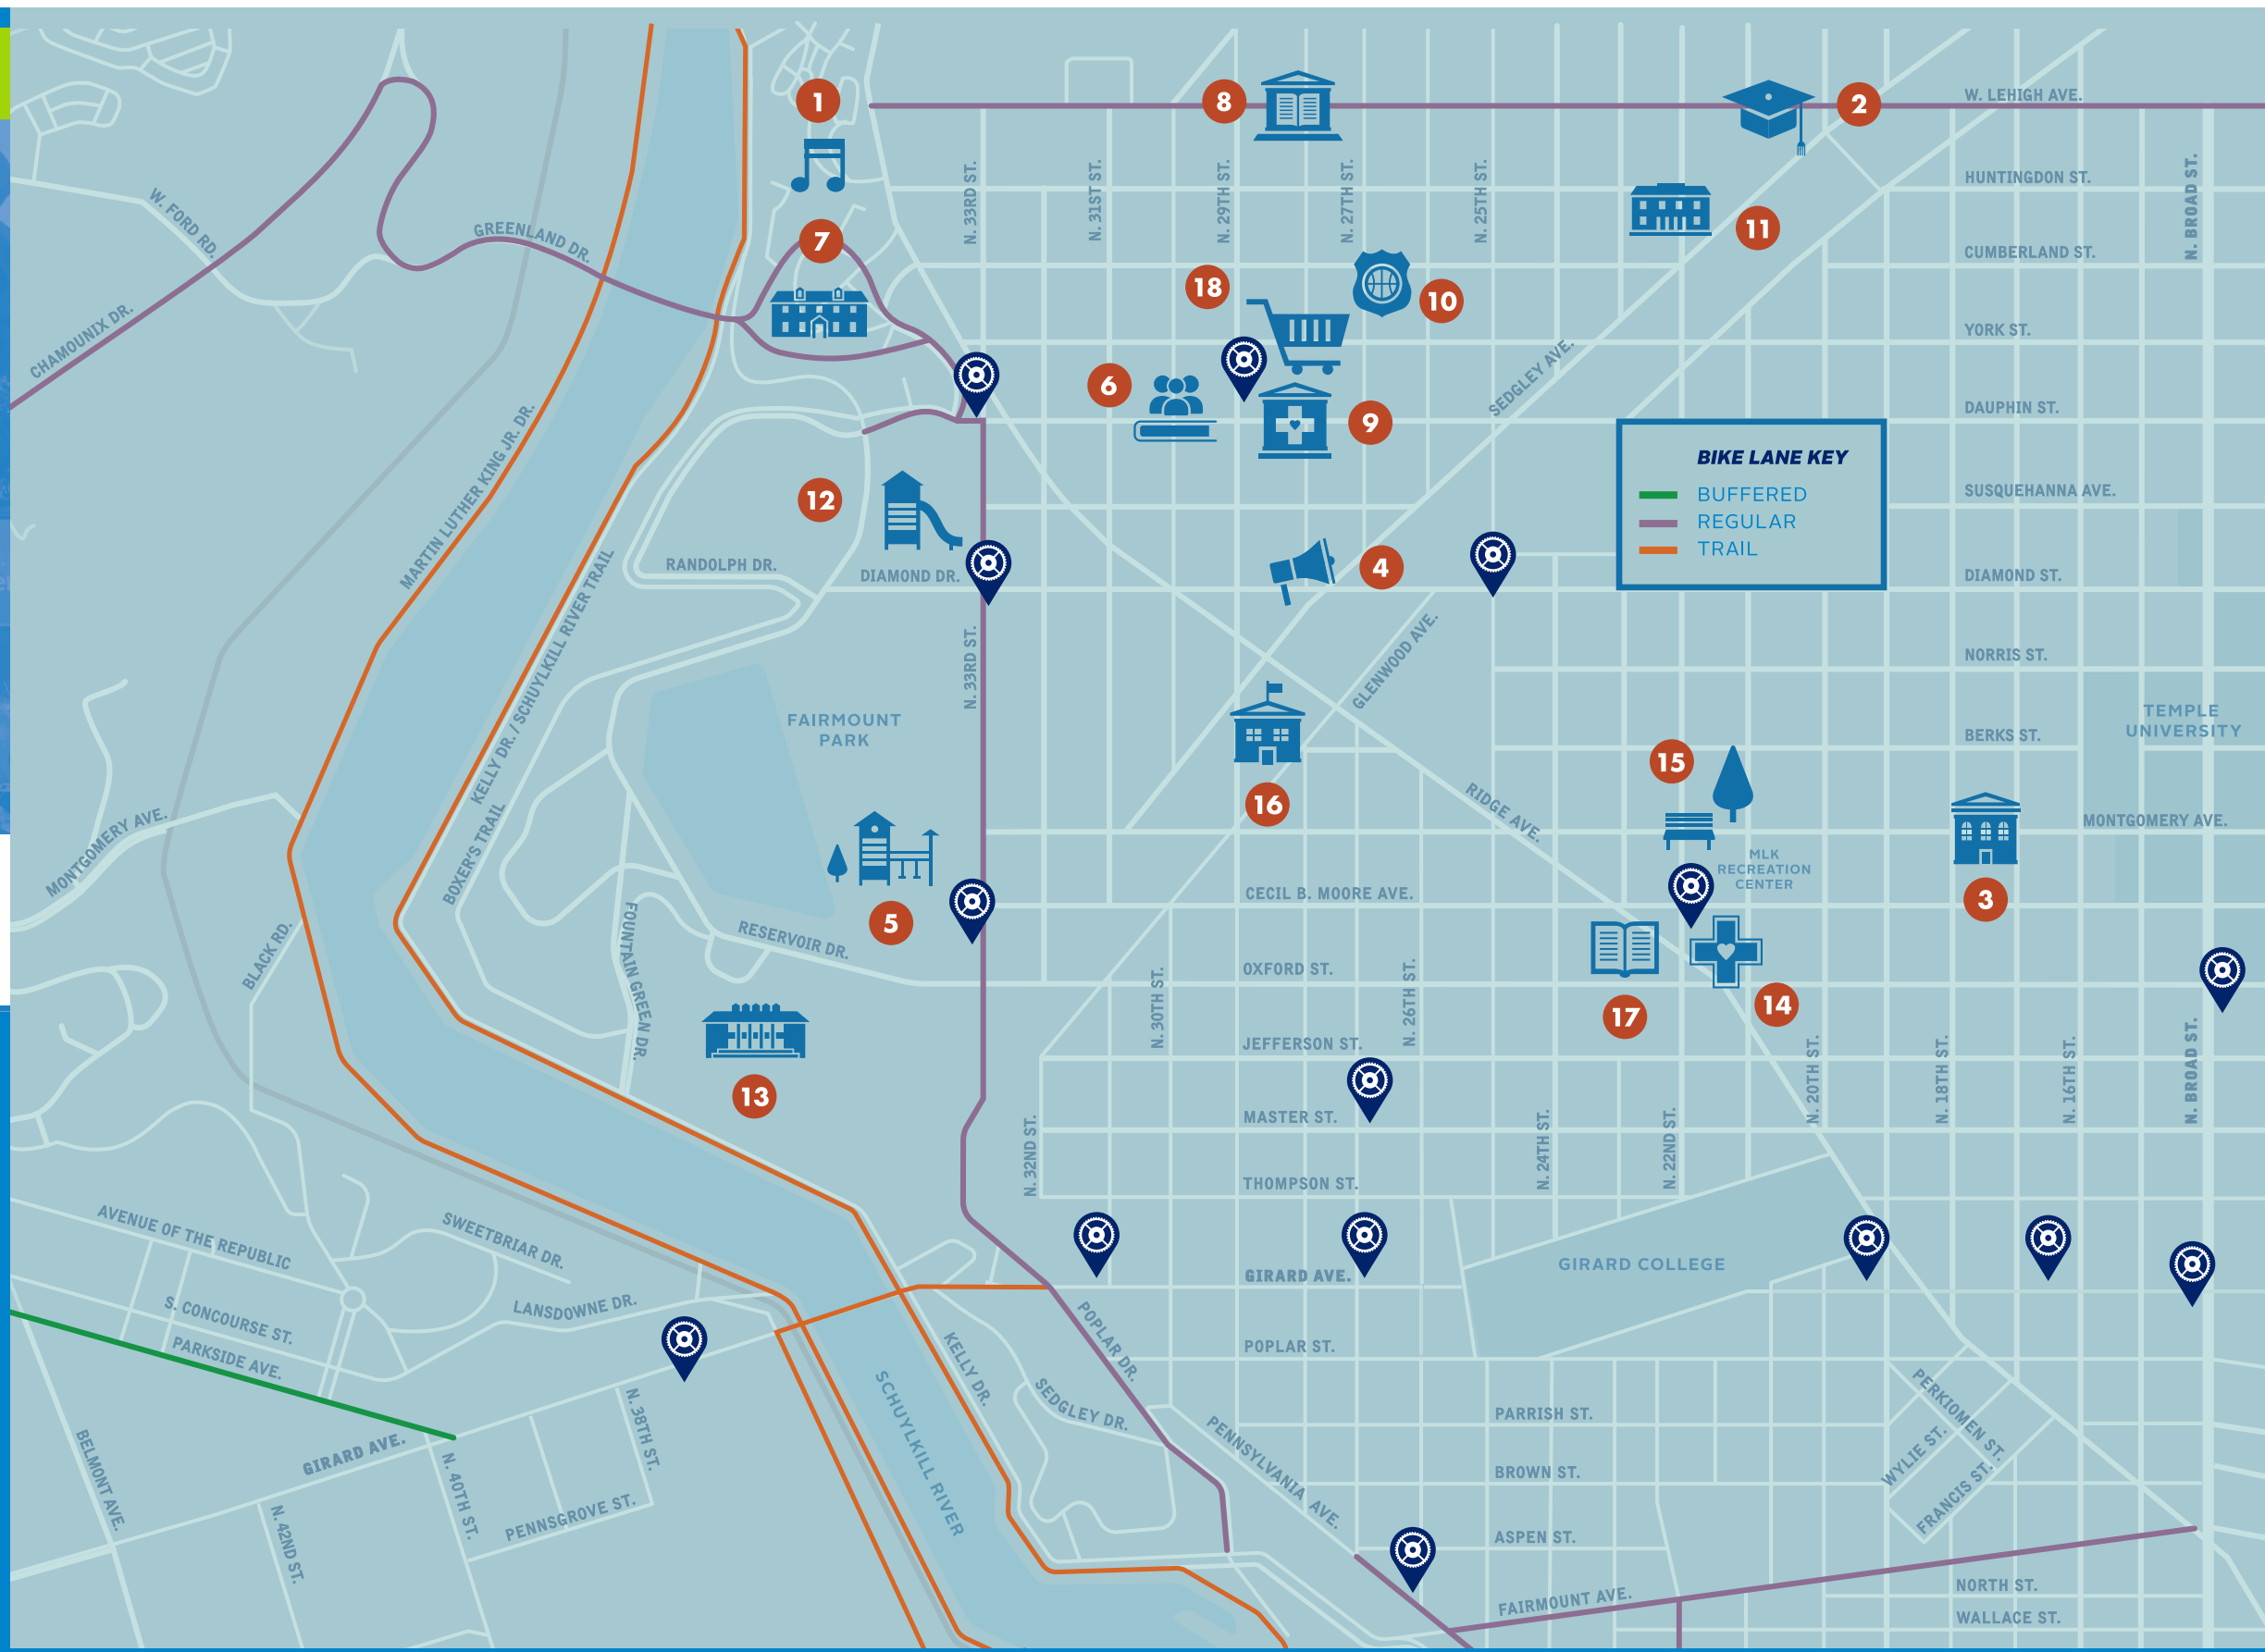 1
8
2
W. LEHIGH AVE.
N. 33RD ST.
N. 31ST ST.
N. 29TH ST.
N. 27TH ST.
N. 25TH ST.
HUNTINGDON ST.
N. BROAD ST.
W. FORD RD.
GREENLAND DR.
7
11
CUMBERLAND ST.
18
10
CHAMOUNIX DR.
YORK ST.
SEDGLEY AVE.
6
9
DAUPHIN ST.
MARTIN LUTHER KING JR. DR.
BIKE LANE KEY
BUFFERED
REGULAR
TRAIL
12
SUSQUEHANNA AVE.
RANDOLPH DR.
DIAMOND DR.
4
DIAMOND ST.
KELLY DR. / SCHUYLKILL RIVER TRAIL
N. 33RD ST.
GLENWOOD AVE.
NORRIS ST.
FAIRMOUNT
PARK
TEMPLE
UNIVERSITY
BERKS ST.
15
16
RIDGE AVE.
MONTGOMERY AVE.
MONTGOMERY AVE.
BOXER'S TRAIL
MLK
RECREATION
CENTER
CECIL B. MOORE AVE.
3
5
FOUNTAIN GREEN DR.
RESERVOIR DR.
BLACK RD.
OXFORD ST.
N. 30TH ST.
N. 26TH ST.
17
14
JEFFERSON ST.
13
N. 20TH ST.
N. 18TH ST.
N. 16TH ST.
N. BROAD ST.
MASTER ST.
N. 32ND ST.
N. 24TH ST.
N. 22ND ST.
THOMPSON ST.
AVENUE OF THE REPUBLIC
SWEETBRIAR DR.
GIRARD AVE.
GIRARD COLLEGE
S. CONCOURSE ST.
LANSDOWNE DR.
PARKSIDE AVE.
POPLAR DR.
POPLAR ST.
KELLY DR.
SEDGLEY DR.
SCHUYLKILL RIVER
N. 38TH ST.
PERKIOMEN ST.
PARRISH ST.
PENNSYLVANIA AVE.
GIRARD AVE.
BELMONT AVE.
N. 40TH ST.
WYLIE ST.
BROWN ST.
FRANCIS ST.
N. 42ND ST.
PENNSGROVE ST.
ASPEN ST.
FAIRMOUNT AVE.
NORTH ST.
WALLACE ST.